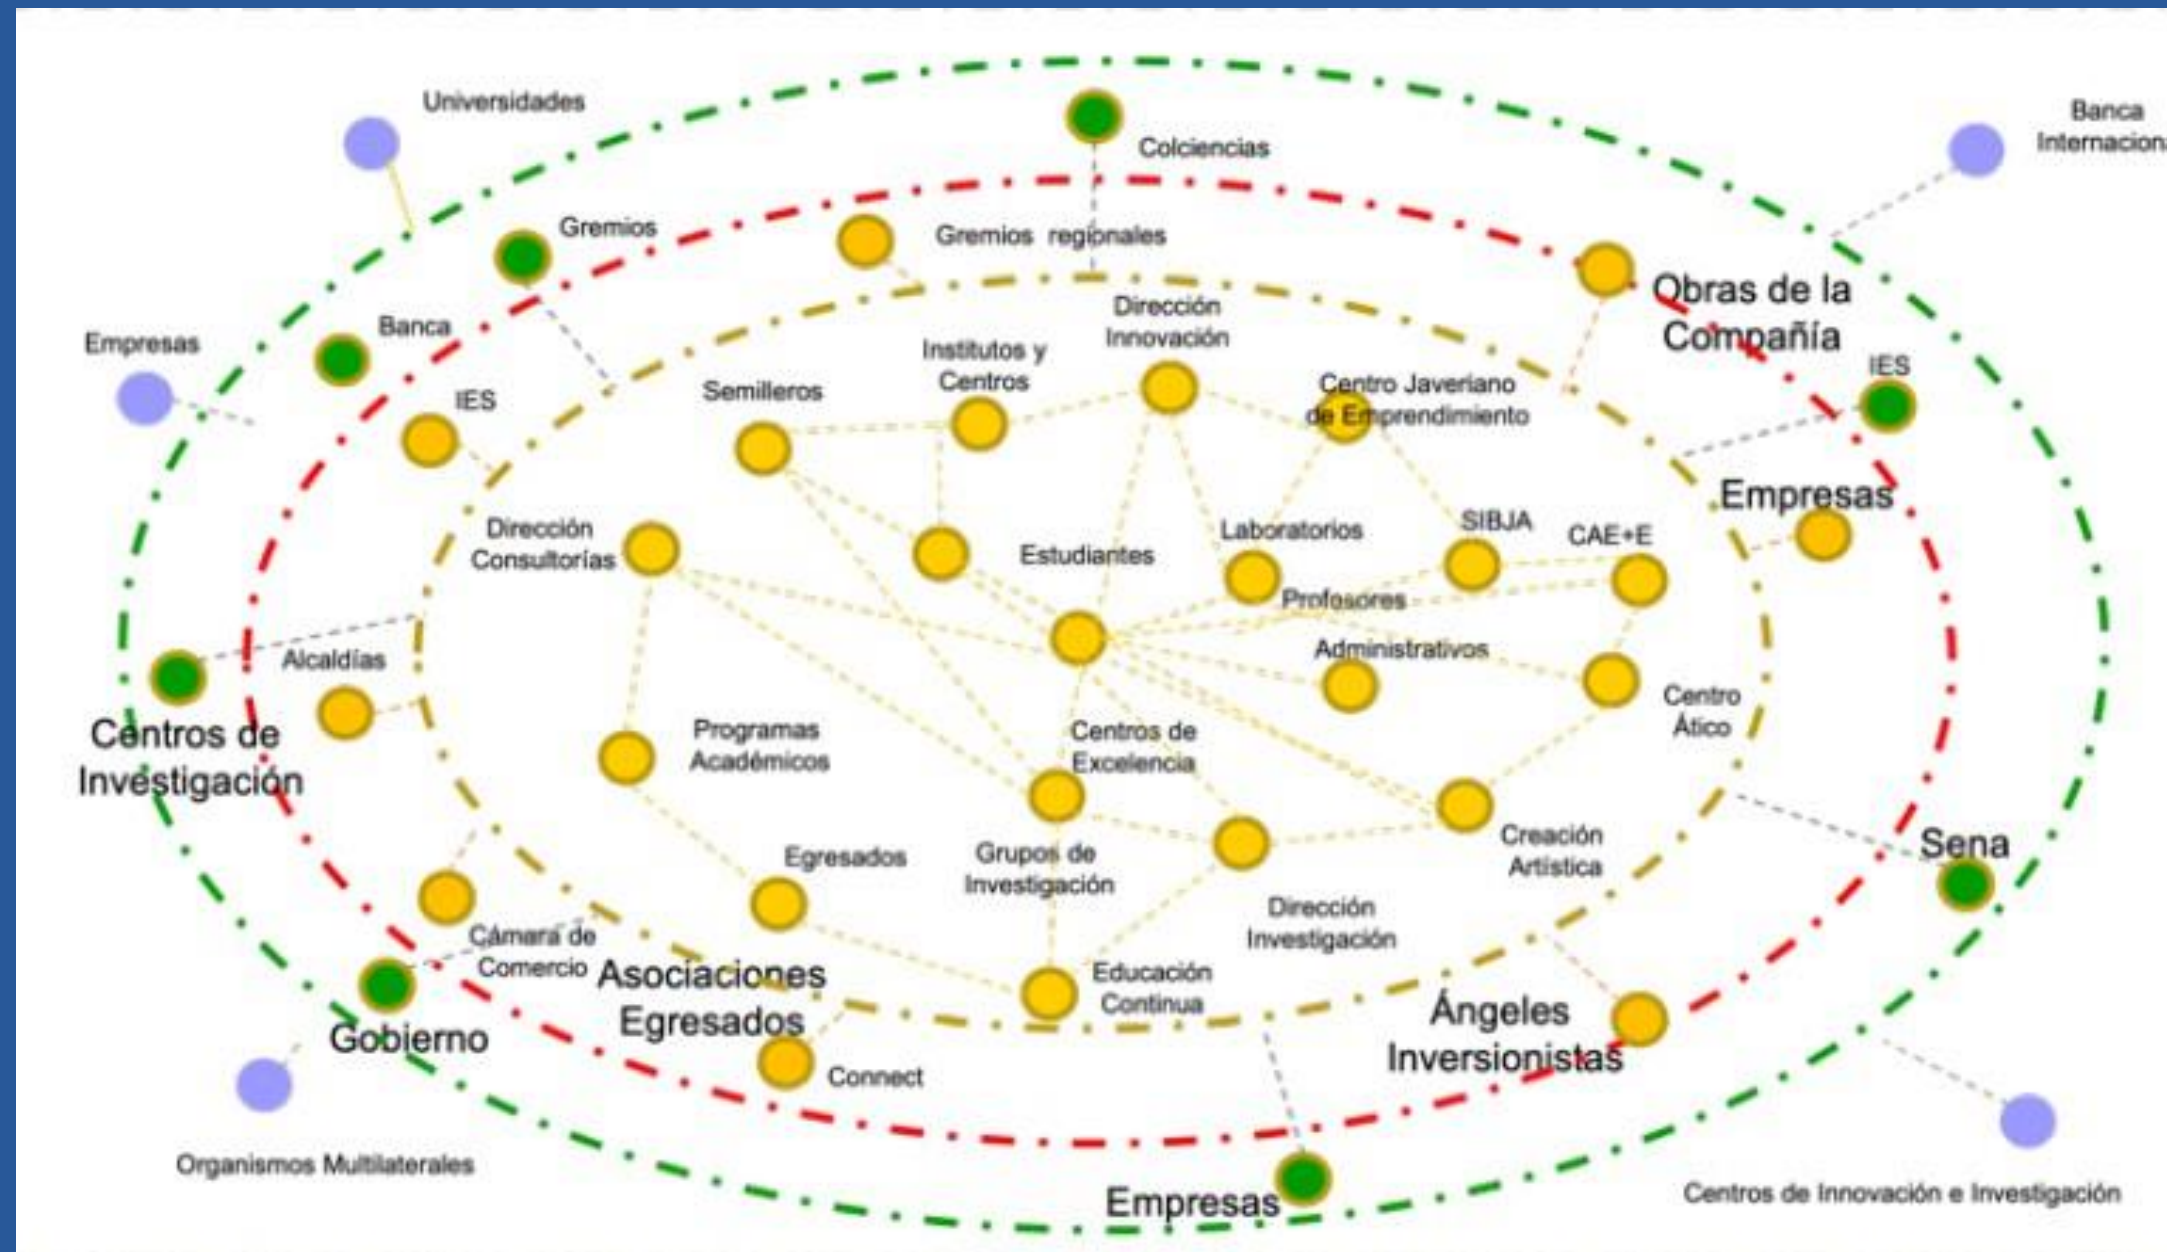 Universidades
Banca
Internacion
Colciencias
Gremios
Gremios regionales
Obras de la
Compañía
Banca
Empresas
Dirección
Innovación
Institutos y
Centros
IES
Semilleros
Centro Javeriano
de Emprendimiento
IES
Empresas
Dirección
Consultorías
Estudiantes
Laboratorios
SIBJA
CAE+E
Profesores
Alcaldías
Administrativos
Centro
Ático
Centros de
Investigación
Programas
Académicos
Centros de
Excelencia
Creación
Artística
Sena
Egresados
Grupos de
Investigación
Dirección
Investigación
Cámara de
Comercio
Asociaciones
Egresados
Educación
Continua
Gobierno
Ángeles
Inversionistas
Connect
Organismos Multilaterales
Empresas
Centros de Innovación e Investigación